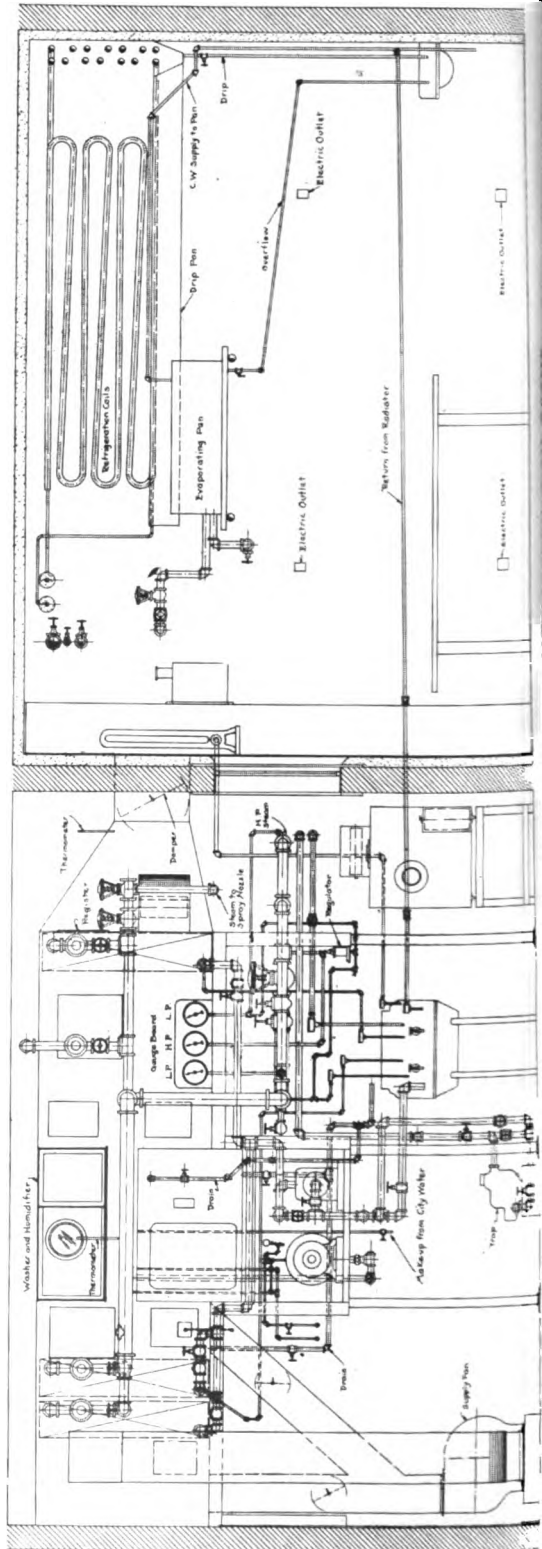 Drip
C W Supply to Pan
Electric Outlet
Electric Outlet
Overflow
Drip Pan
Refrigeration Coils
Evaporating Pan
Return from Radiator
Electric Outlet
Electric Outlet
Thermometer
Damper
Register
Steam to
Spray Nozzle
H P
Steam
Regulator
Gauge Board
L P H P L P
Washer and Humidifier
Thermometer
Drain
Makeup from City Water
Trap
Drain
Supply Fan